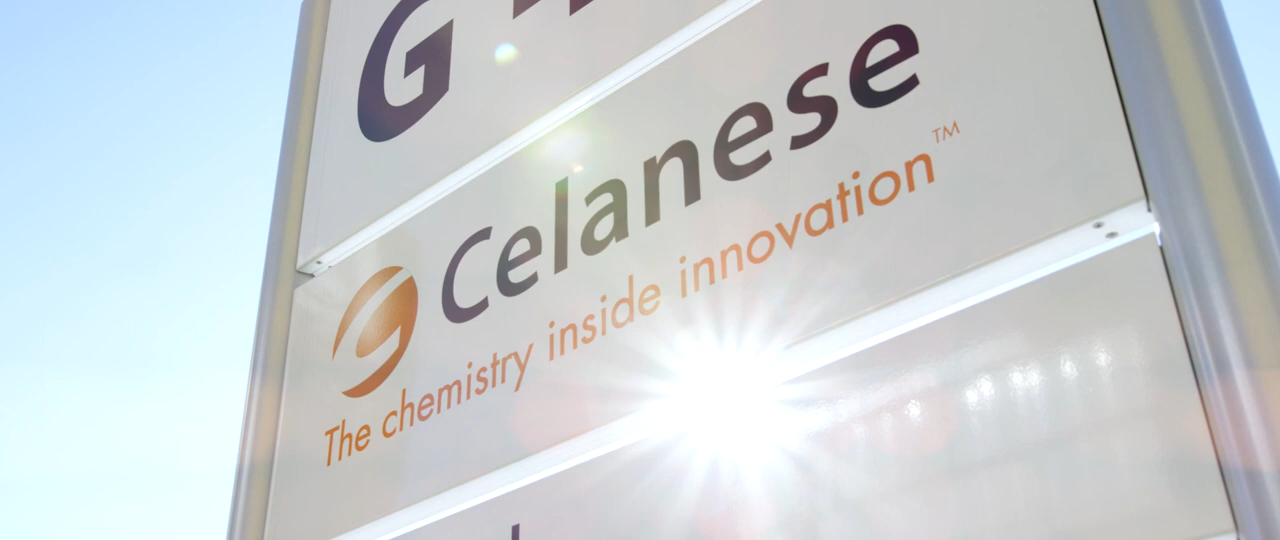 G
Celanese
The chemistry inside innovation™